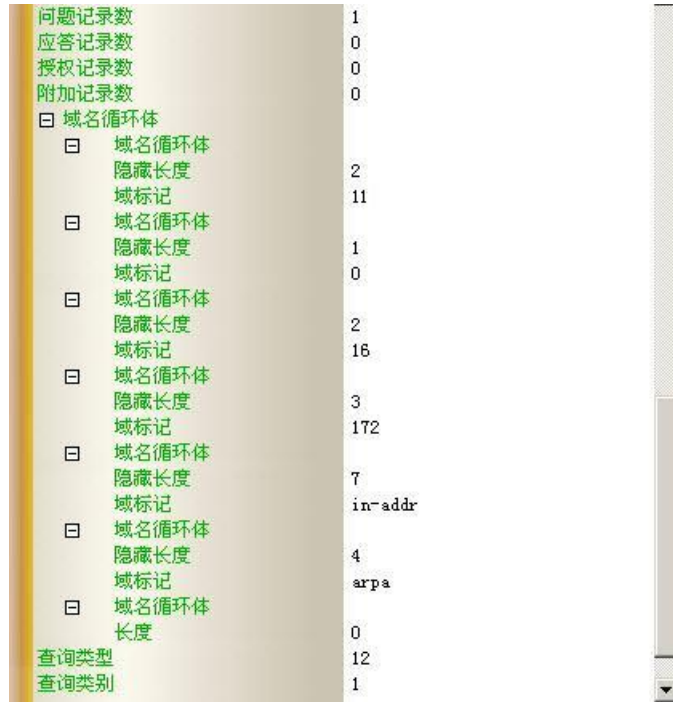 问题记录数 1
应答记录数 0
授权记录数 0
附加记录数 0
域名循环体
域名循环体
隐藏长度 2
域标记 11
域名循环体
隐藏长度 1
域标记 0
域名循环体
隐藏长度 2
域标记 16
域名循环体
隐藏长度 3
域标记 172
域名循环体
隐藏长度 7
域标记 in-addr
域名循环体
隐藏长度 4
域标记 arpa
域名循环体
长度 0
查询类型 12
查询类别 1